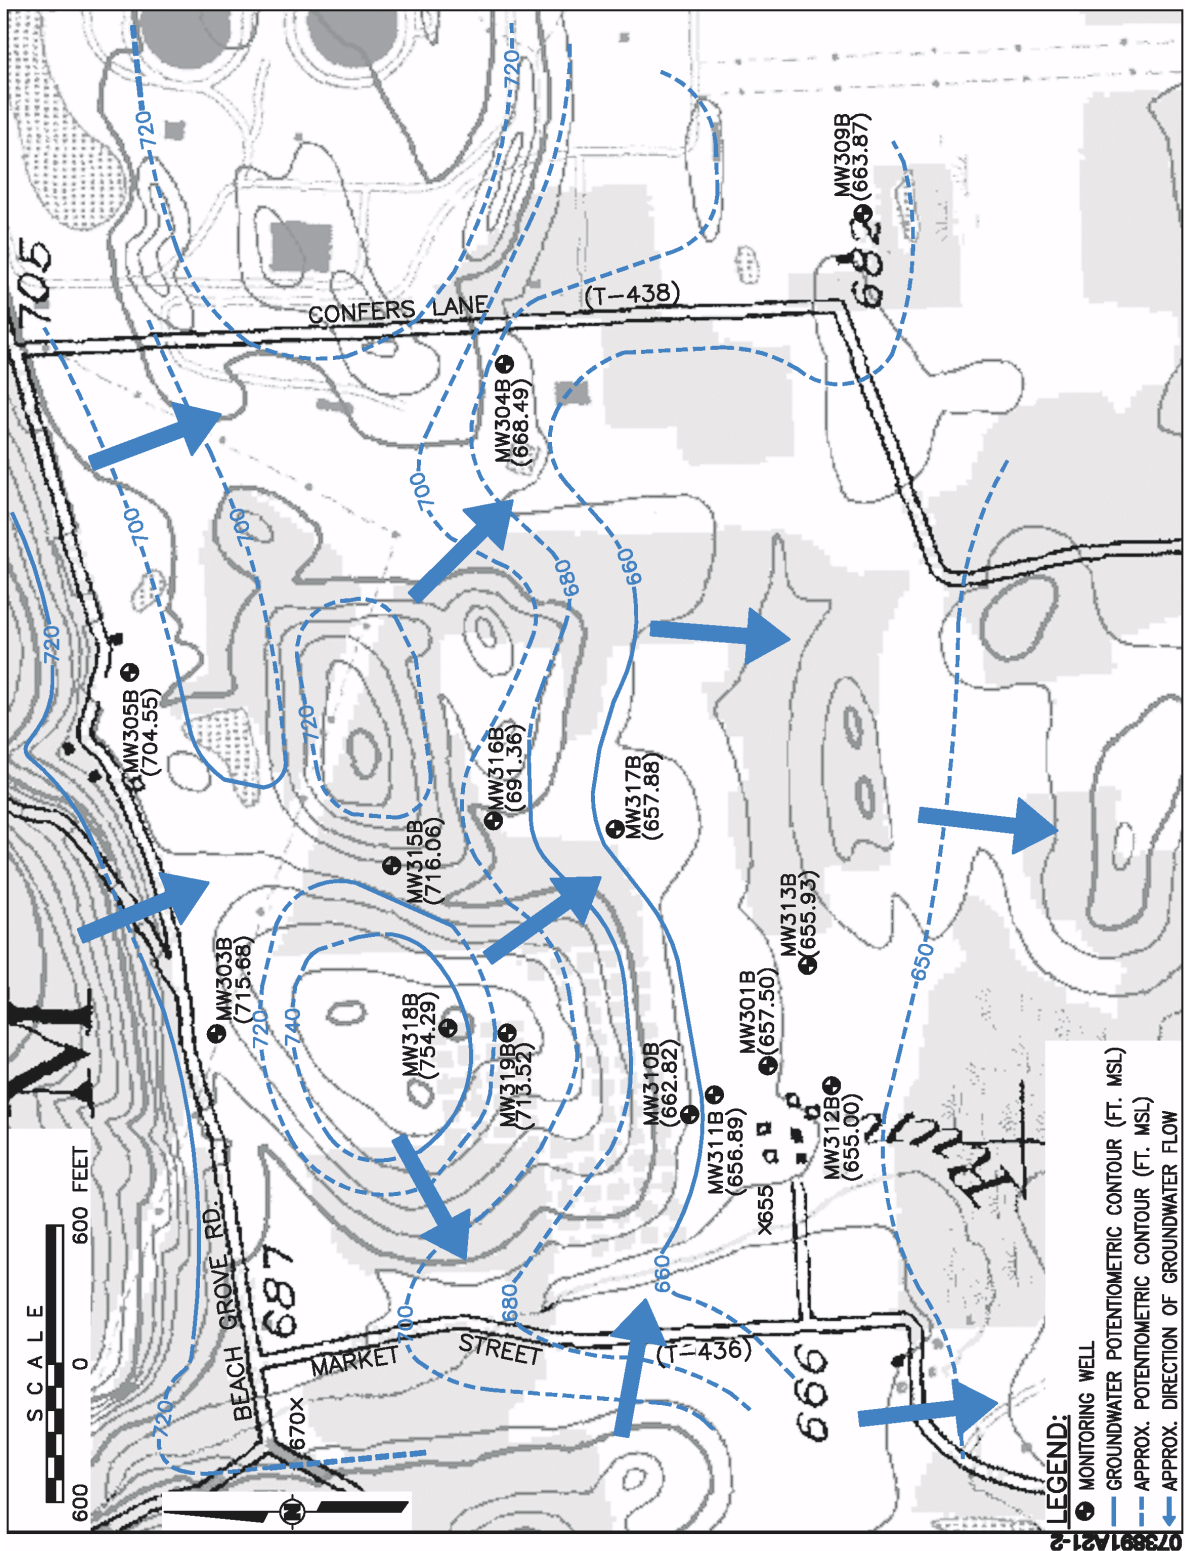 705
CONFERS LANE
(T-438)
682
MW309B
(663.87)
MW304B
(668.49)
MW305B
(704.55)
MW303B
(715.68)
MW315B
(716.06)
MW316B
(691.36)
MW317B
(657.88)
MW318B
(754.29)
MW319B
(713.52)
MW310B
(662.82)
MW311B
(656.89)
MW301B
(657.50)
MW313B
(655.93)
MW312B
(655.00)
720
720
720
700
700
700
720
680
660
720
740
650
700
680
660
720
X655
670X
687
666
BEACH GROVE RD.
MARKET STREET
(T-436)
SCALE
600 0 600 FEET
N
LEGEND:
MONITORING WELL
GROUNDWATER POTENTIOMETRIC CONTOUR (FT. MSL)
APPROX. POTENTIOMETRIC CONTOUR (FT. MSL)
APPROX. DIRECTION OF GROUNDWATER FLOW
073891A21-2